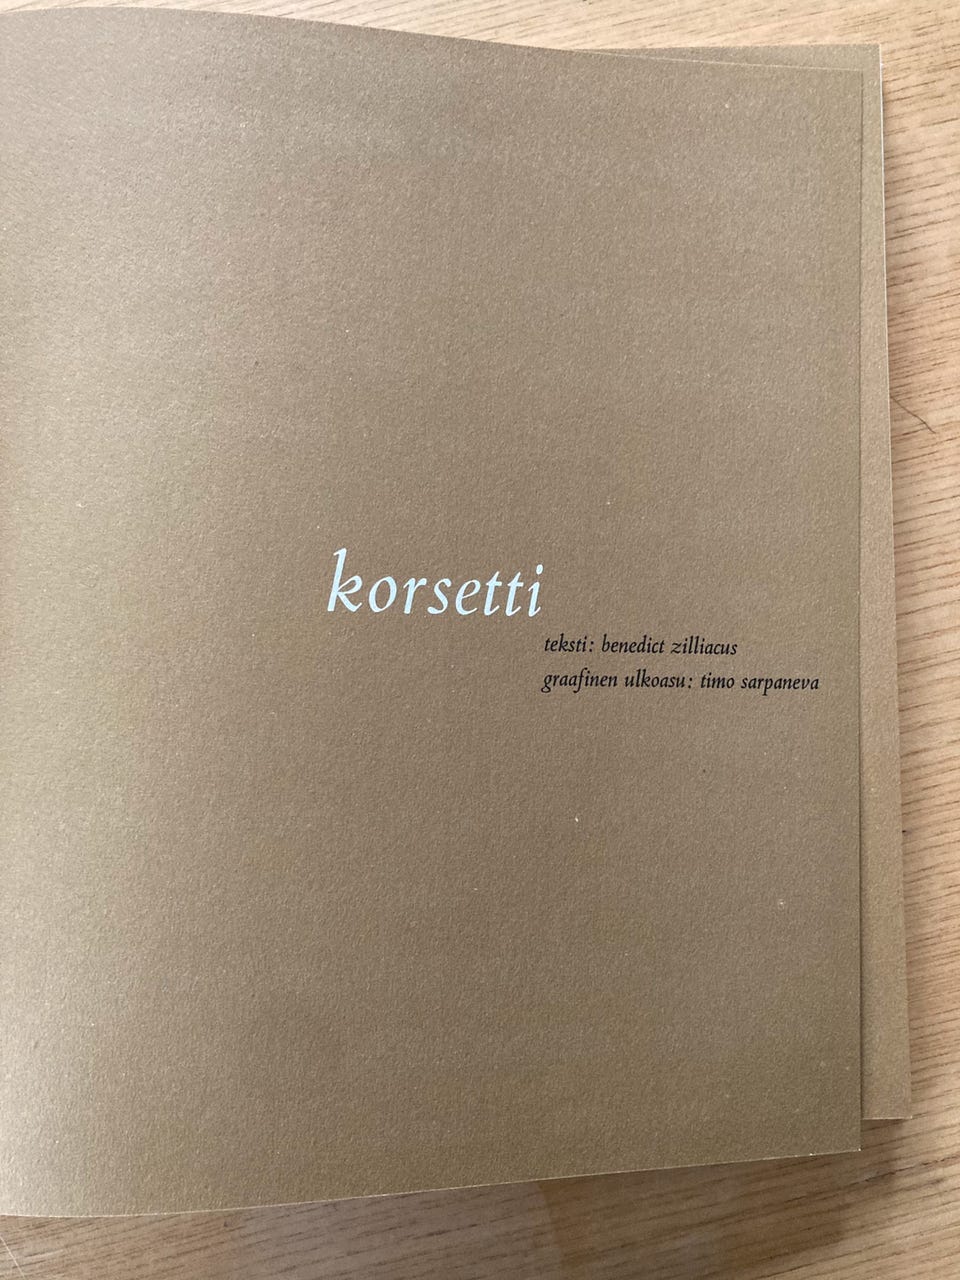 korsetti
teksti: benedict zilliacus
graafinen ulkoasu: timo sarpaneva